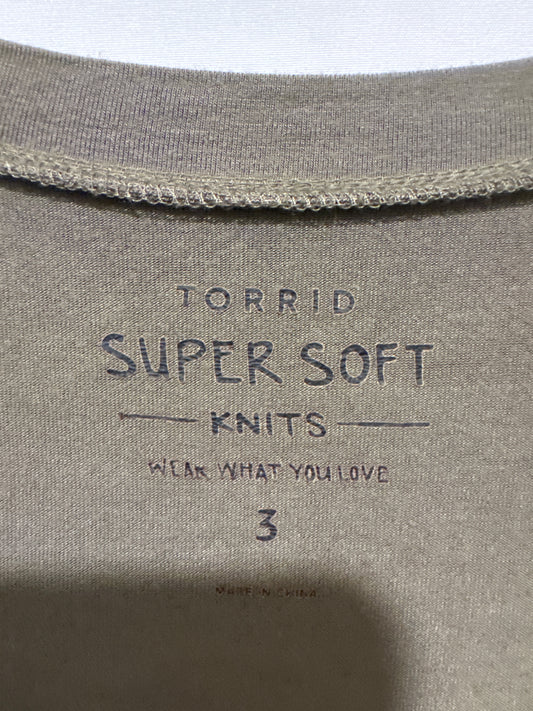 TORRID
SUPER SOFT
KNITS
WEAR WHAT YOU LOVE
3
MADE IN CHINA